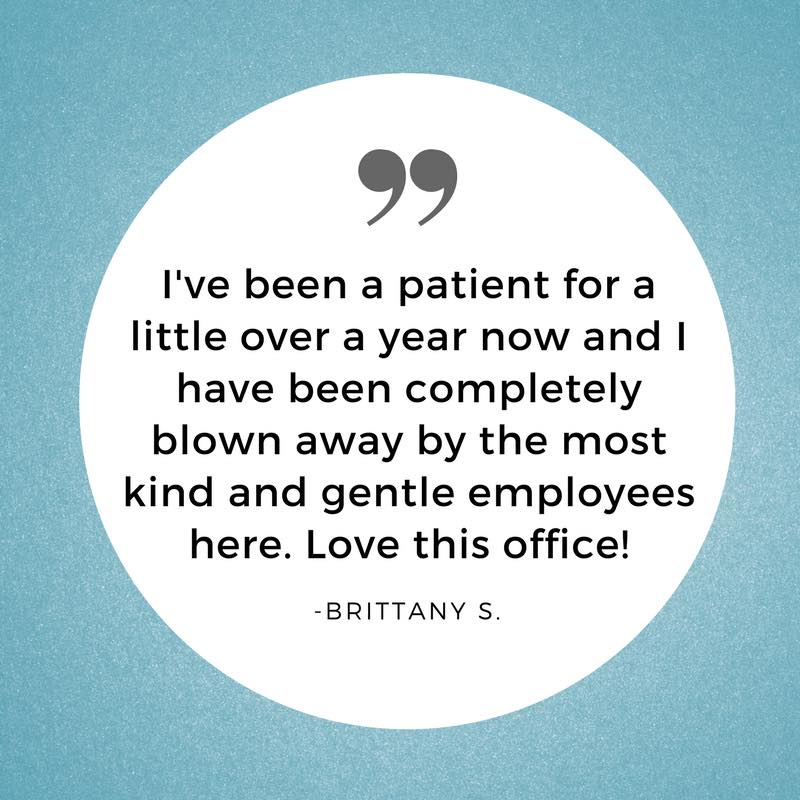 ”
I've been a patient for a
little over a year now and I
have been completely
blown away by the most
kind and gentle employees
here. Love this office!
-BRITTANY S.